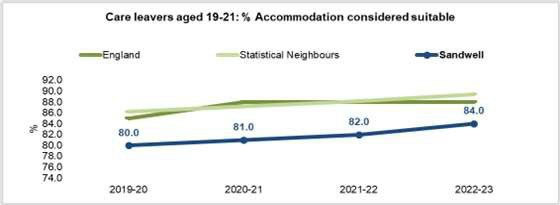 Care leavers aged 19-21: % Accommodation considered suitable
England Statistical Neighbours Sandwell
92.0
90.0
88.0
86.0
84.0
82.0
80.0
78.0
76.0
74.0
%
80.0 81.0 82.0 84.0
2019-20 2020-21 2021-22 2022-23